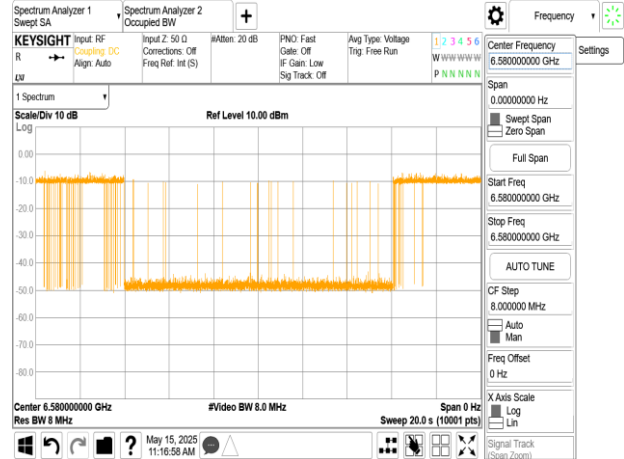 Spectrum Analyzer 1
Swept SA
Spectrum Analyzer 2
Occupied BW
+
Frequency
Settings
KEYSIGHT
R
LXI
Input: RF
Coupling: DC
Align: Auto
Input Z: 50 Ω
Corrections: Off
Freq Ref: Int (S)
#Atten: 20 dB
PNO: Fast
Gate: Off
IF Gain: Low
Sig Track: Off
Avg Type: Voltage
Trig: Free Run
1 2 3 4 5 6
W W W W W W
P N N N N N
1 Spectrum
Scale/Div 10 dB
Ref Level 10.00 dBm
Log
0.00
-10.0
-20.0
-30.0
-40.0
-50.0
-60.0
-70.0
-80.0
Center 6.580000000 GHz
#Video BW 8.0 MHz
Span 0 Hz
Res BW 8 MHz
Sweep 20.0 s (10001 pts)
Center Frequency
6.580000000 GHz
Span
0.00000000 Hz
Swept Span
Zero Span
Full Span
Start Freq
6.580000000 GHz
Stop Freq
6.580000000 GHz
AUTO TUNE
CF Step
8.000000 MHz
Auto
Man
Freq Offset
0 Hz
X Axis Scale
Log
Lin
Signal Track
(Span Zoom)
?
May 15, 2025
11:16:58 AM